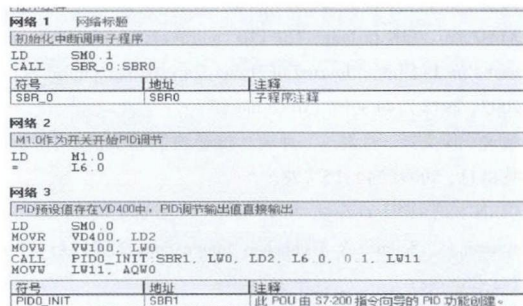 网络 1 网络标题
初始化中断调用子程序
LD SM0.1
CALL SBR_0:SBR0
符号 地址 注释
SBR_0 SBR0 子程序注释
网络 2
M1.0作为开关开始PID调节
LD M1.0
= L6.0
网络 3
PID预设值存在VD400中，PID调节输出值直接输出
LD SM0.0
MOVR VD400, LD2
MOVW VW100, LW0
CALL PID0_INIT:SBR1, LW0, LD2, L6.0, 0.1, LW11
MOVW LW11, AQW0
符号 地址 注释
PID0_INIT SBR1 此 POU 由 S7-200 指令向导的 PID 功能创建。